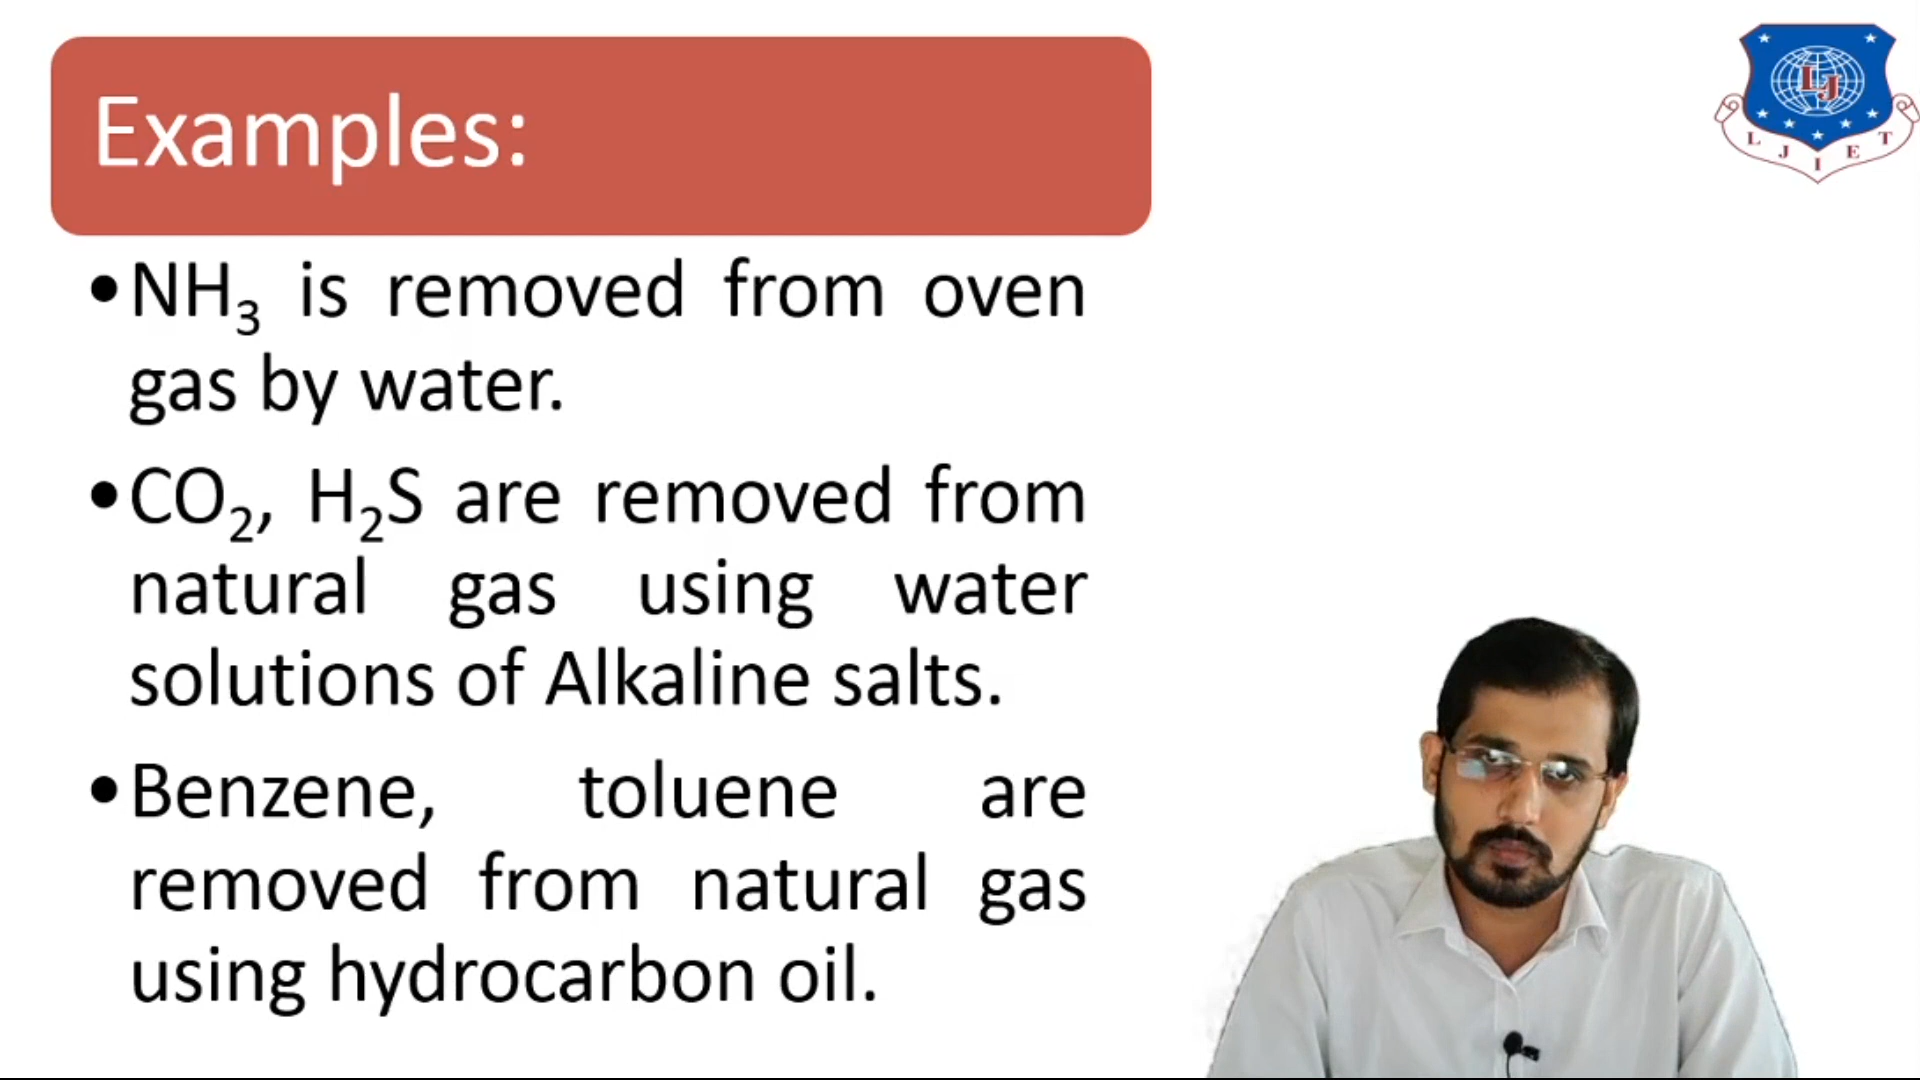 Examples:
LJ
L J I E T
•NH₃ is removed from oven
gas by water.
•CO₂, H₂S are removed from
natural gas using water
solutions of Alkaline salts.
•Benzene, toluene are
removed from natural gas
using hydrocarbon oil.